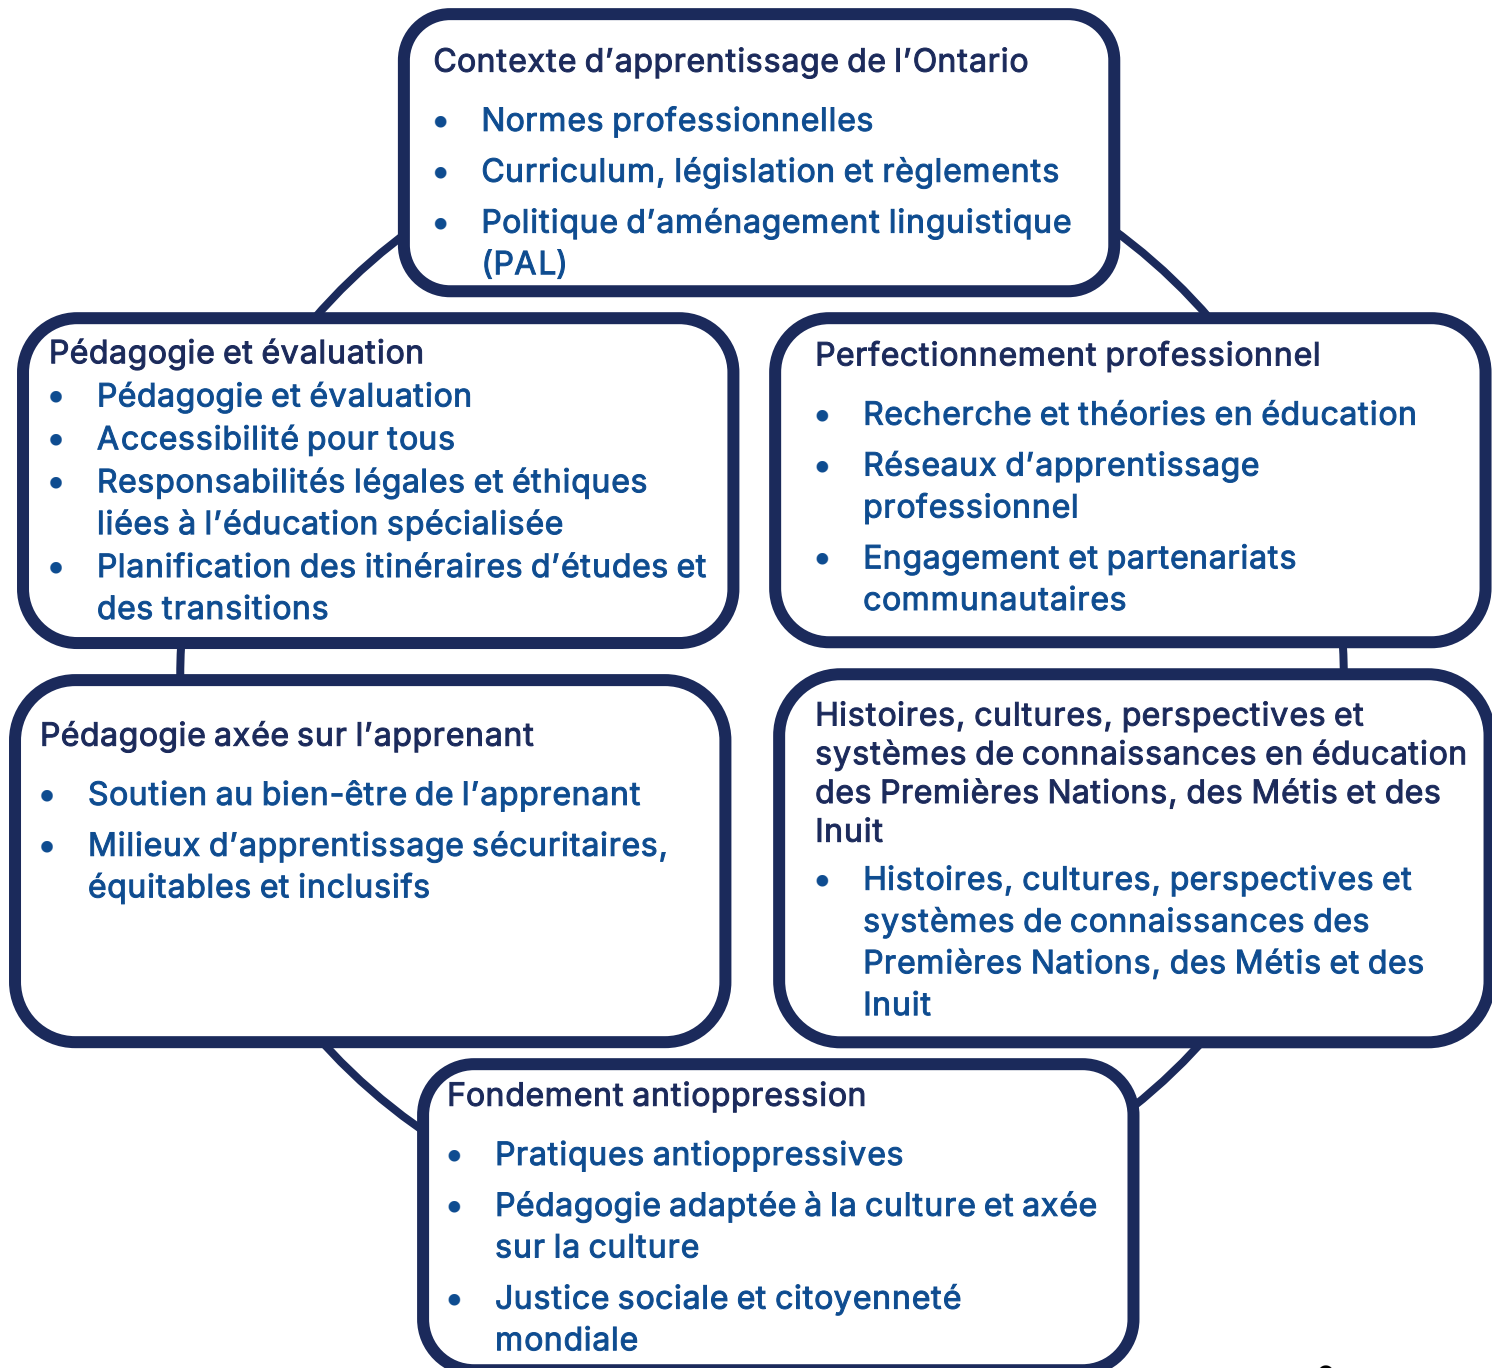 Contexte d’apprentissage de l’Ontario
• Normes professionnelles
• Curriculum, législation et règlements
• Politique d’aménagement linguistique
(PAL)
Pédagogie et évaluation
• Pédagogie et évaluation
• Accessibilité pour tous
• Responsabilités légales et éthiques
liées à l’éducation spécialisée
• Planification des itinéraires d’études et
des transitions
Perfectionnement professionnel
• Recherche et théories en éducation
• Réseaux d’apprentissage
professionnel
• Engagement et partenariats
communautaires
Pédagogie axée sur l’apprenant
• Soutien au bien-être de l’apprenant
• Milieux d’apprentissage sécuritaires,
équitables et inclusifs
Histoires, cultures, perspectives et
systèmes de connaissances en éducation
des Premières Nations, des Métis et des
Inuit
• Histoires, cultures, perspectives et
systèmes de connaissances des
Premières Nations, des Métis et des
Inuit
Fondement antioppression
• Pratiques antioppressives
• Pédagogie adaptée à la culture et axée
sur la culture
• Justice sociale et citoyenneté
mondiale